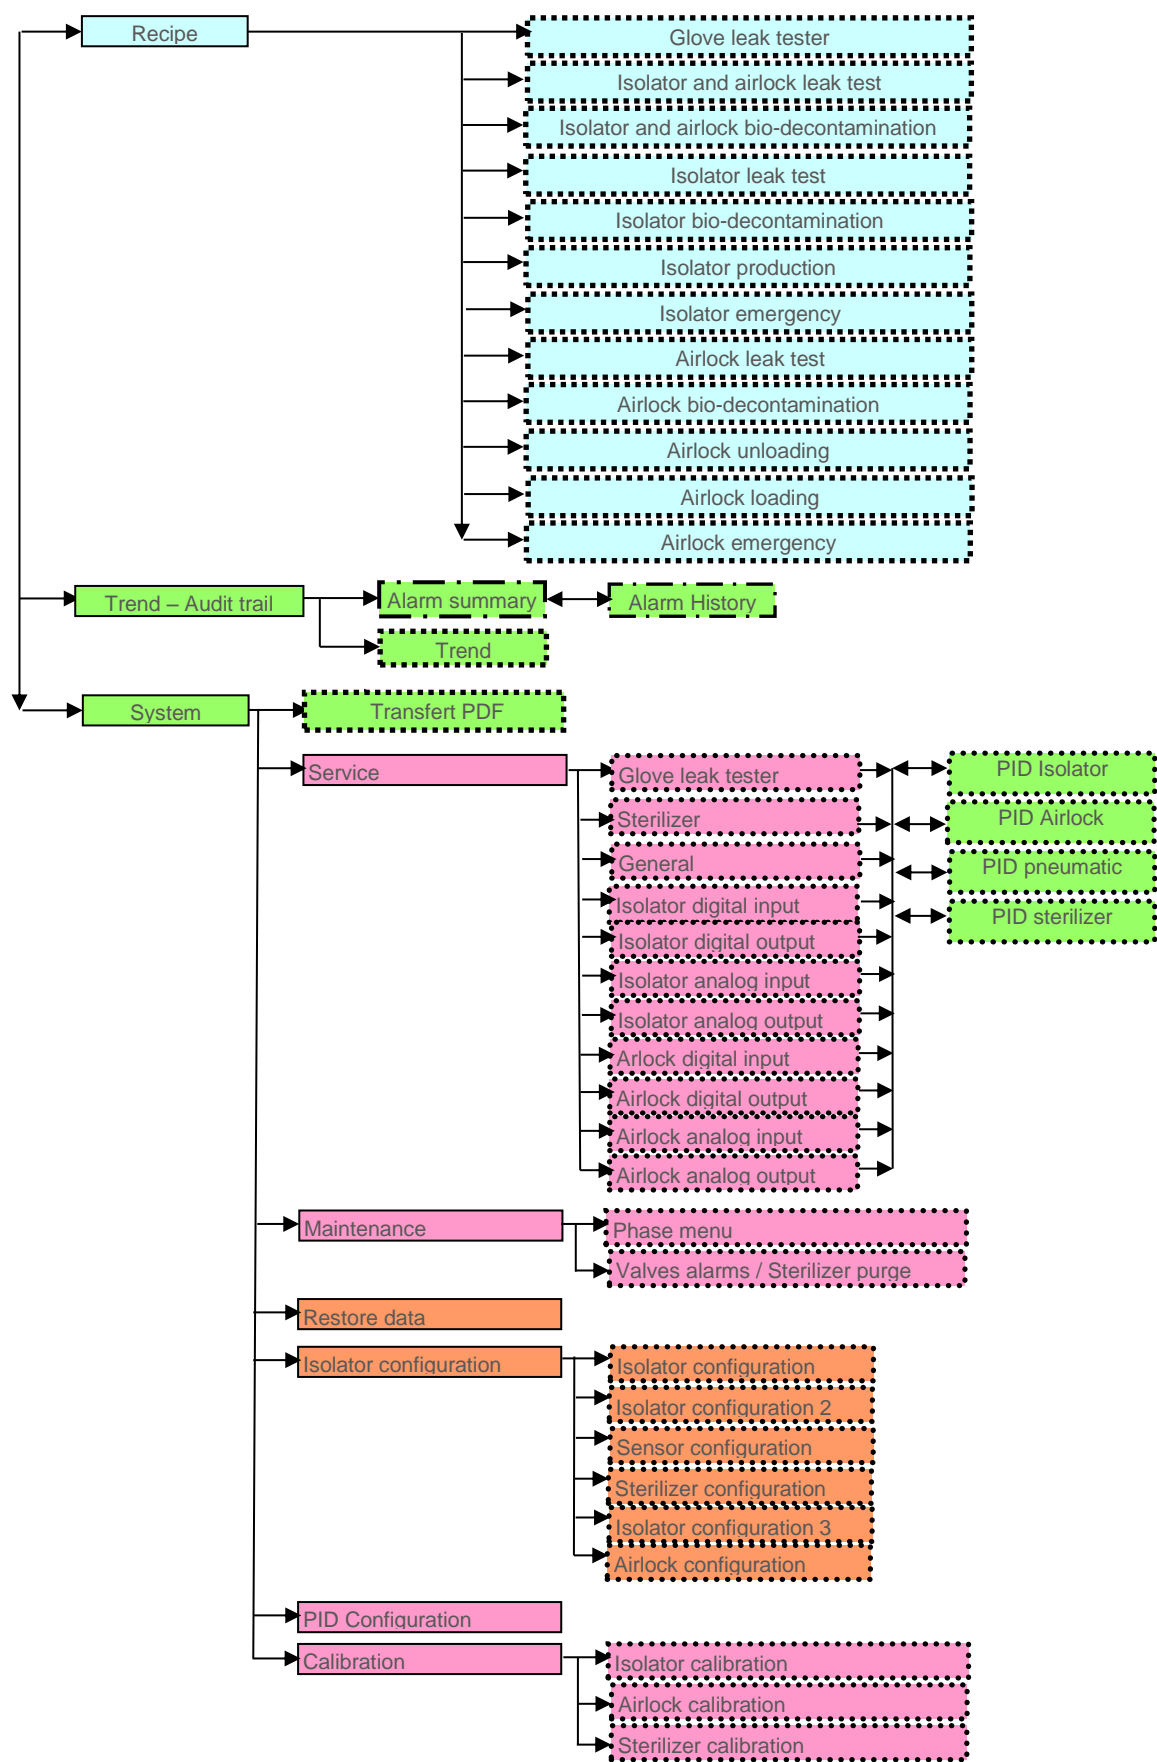 Recipe
Glove leak tester
Isolator and airlock leak test
Isolator and airlock bio-decontamination
Isolator leak test
Isolator bio-decontamination
Isolator production
Isolator emergency
Airlock leak test
Airlock bio-decontamination
Airlock unloading
Airlock loading
Airlock emergency
Trend – Audit trail
Alarm summary
Alarm History
Trend
System
Transfert PDF
Service
Glove leak tester
Sterilizer
General
Isolator digital input
Isolator digital output
Isolator analog input
Isolator analog output
Arlock digital input
Airlock digital output
Airlock analog input
Airlock analog output
PID Isolator
PID Airlock
PID pneumatic
PID sterilizer
Maintenance
Phase menu
Valves alarms / Sterilizer purge
Restore data
Isolator configuration
Isolator configuration
Isolator configuration 2
Sensor configuration
Sterilizer configuration
Isolator configuration 3
Airlock configuration
PID Configuration
Calibration
Isolator calibration
Airlock calibration
Sterilizer calibration